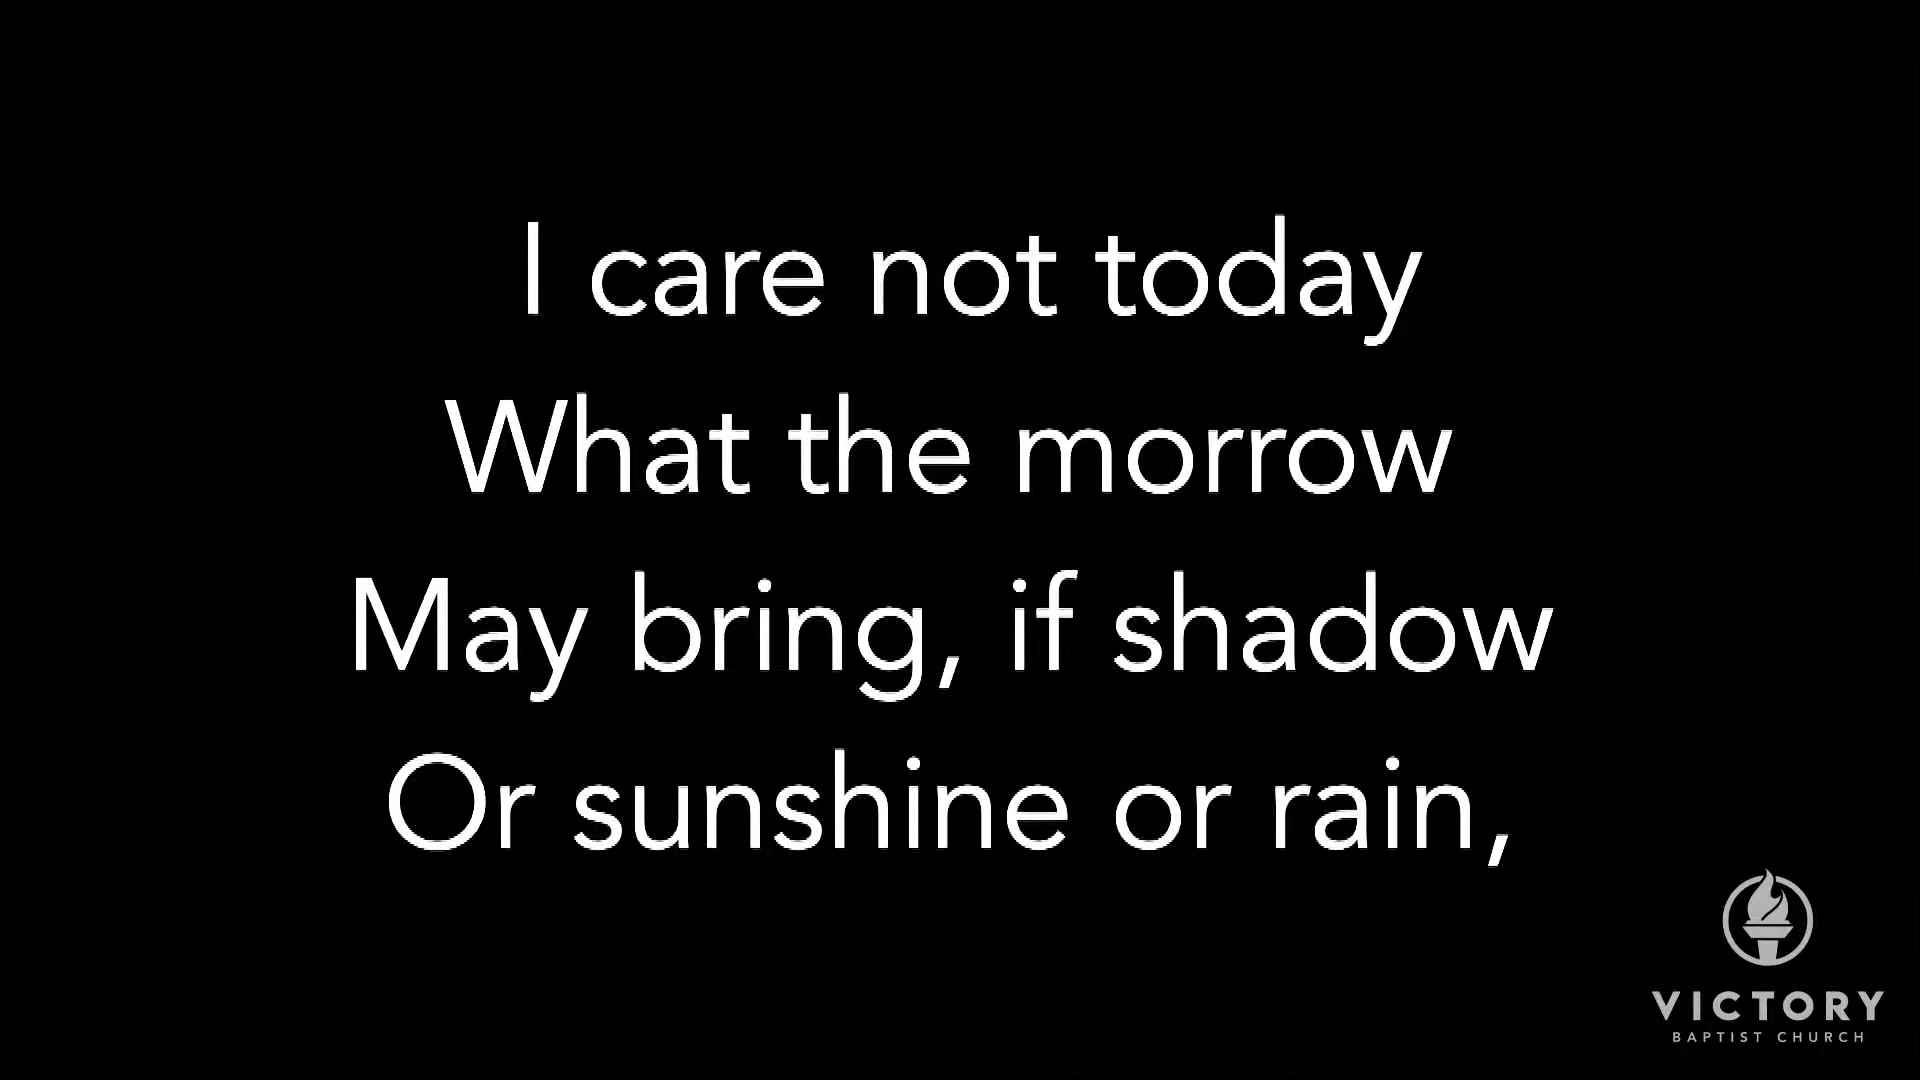 I care not today
What the morrow
May bring, if shadow
Or sunshine or rain,
VICTORY
BAPTIST CHURCH